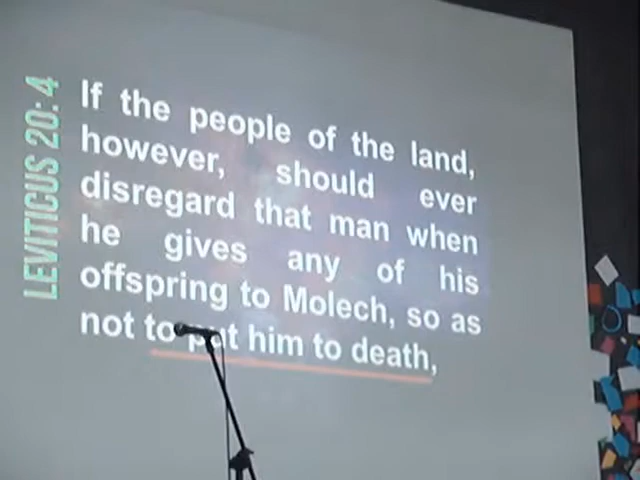 LEVITICUS 20:4
If the people of the land,
however, should ever
disregard that man when
he gives any of his
offspring to Molech, so as
not to put him to death,